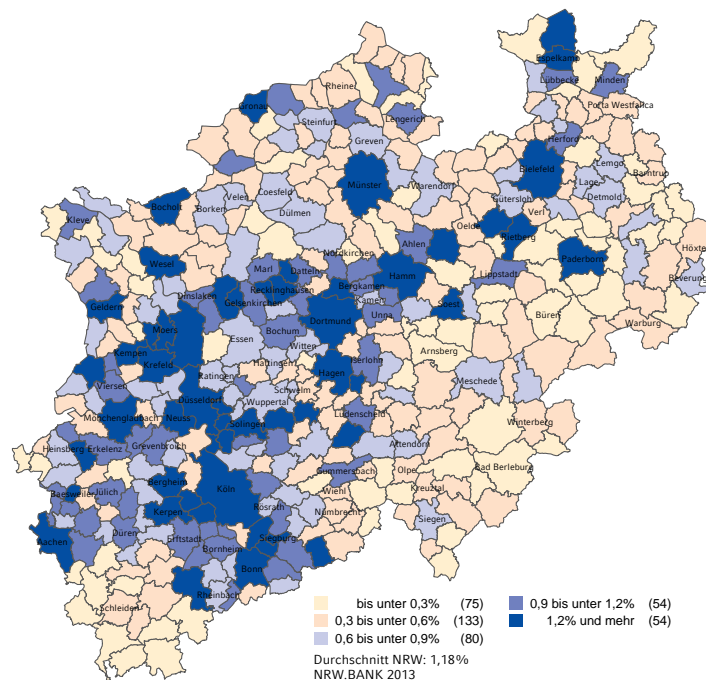 Espelkamp
Lübbecke
Minden
Rheine
Gronau
Lengerich
Porta Westfalica
Steinfurt
Greven
Herford
Lemgo
Bielefeld
Barntrup
Münster
Warendorf
Lage
Coesfeld
Velen
Gütersloh
Detmold
Bocholt
Borken
Dülmen
Verl
Kleve
Oelde
Rietberg
Ahlen
Höxter
Nordkirchen
Paderborn
Wesel
Marl
Datteln
Hamm
Lippstadt
Beverungen
Bergkamen
Recklinghausen
Dinslaken
Gelsenkirchen
Kamen
Soest
Geldern
Unna
Büren
Dortmund
Warburg
Moers
Bochum
Essen
Witten
Arnsberg
Kempen
Iserlohn
Krefeld
Hattingen
Hagen
Ratingen
Meschede
Viersen
Schwelm
Düsseldorf
Wuppertal
Mönchengladbach
Neuss
Lüdenscheid
Solingen
Winterberg
Attendorn
Grevenbroich
Heinsberg
Erkelenz
Bad Berleburg
Gummersbach
Olpe
Bergheim
Köln
Kreuztal
Wiehl
Baesweiler
Jülich
Rösrath
Nümbrecht
Kerpen
Siegen
Düren
Erftstadt
Siegburg
Aachen
Bornheim
Bonn
Rheinbach
Schleiden
bis unter 0,3% (75)
0,3 bis unter 0,6% (133)
0,6 bis unter 0,9% (80)
0,9 bis unter 1,2% (54)
1,2% und mehr (54)
Durchschnitt NRW: 1,18%
NRW.BANK 2013